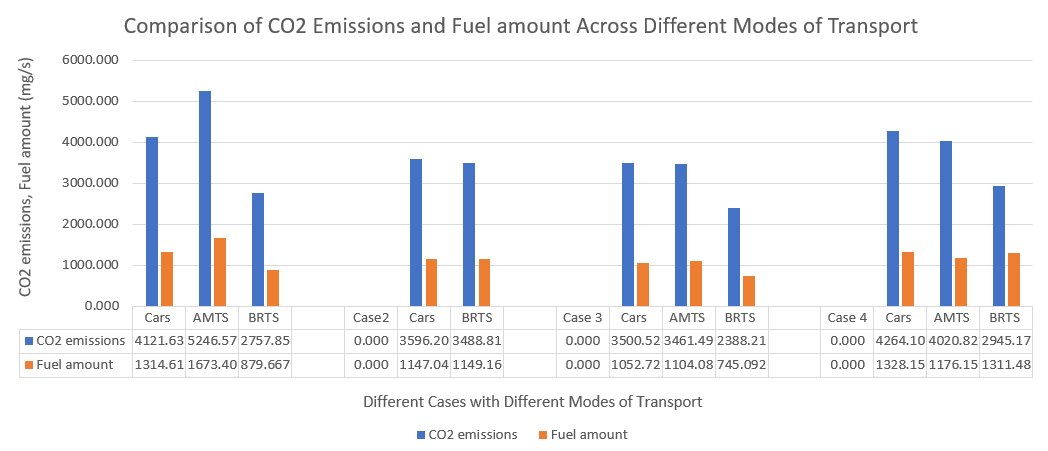 Comparison of CO2 Emissions and Fuel amount Across Different Modes of Transport
CO2 emissions, Fuel amount (mg/s)
6000.000
5000.000
4000.000
3000.000
2000.000
1000.000
0.000
Cars AMTS BRTS Case2 Cars BRTS Case 3 Cars AMTS BRTS Case 4 Cars AMTS BRTS
CO2 emissions 4121.63 5246.57 2757.85 0.000 3596.20 3488.81 0.000 3500.52 3461.49 2388.21 0.000 4264.10 4020.82 2945.17
Fuel amount 1314.61 1673.40 879.667 0.000 1147.04 1149.16 0.000 1052.72 1104.08 745.092 0.000 1328.15 1176.15 1311.48
Different Cases with Different Modes of Transport
CO2 emissions Fuel amount